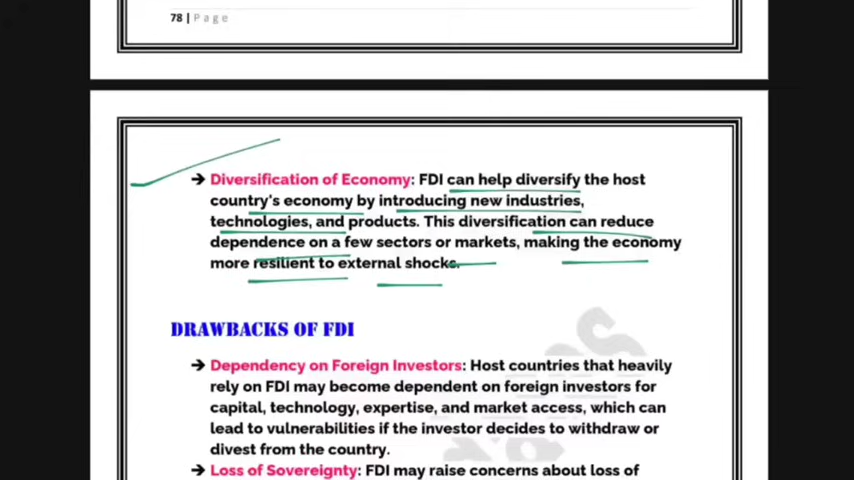 78 | Page
➔ Diversification of Economy: FDI can help diversify the host
country's economy by introducing new industries,
technologies, and products. This diversification can reduce
dependence on a few sectors or markets, making the economy
more resilient to external shocks.
DRAWBACKS OF FDI
➔ Dependency on Foreign Investors: Host countries that heavily
rely on FDI may become dependent on foreign investors for
capital, technology, expertise, and market access, which can
lead to vulnerabilities if the investor decides to withdraw or
divest from the country.
➔ Loss of Sovereignty: FDI may raise concerns about loss of